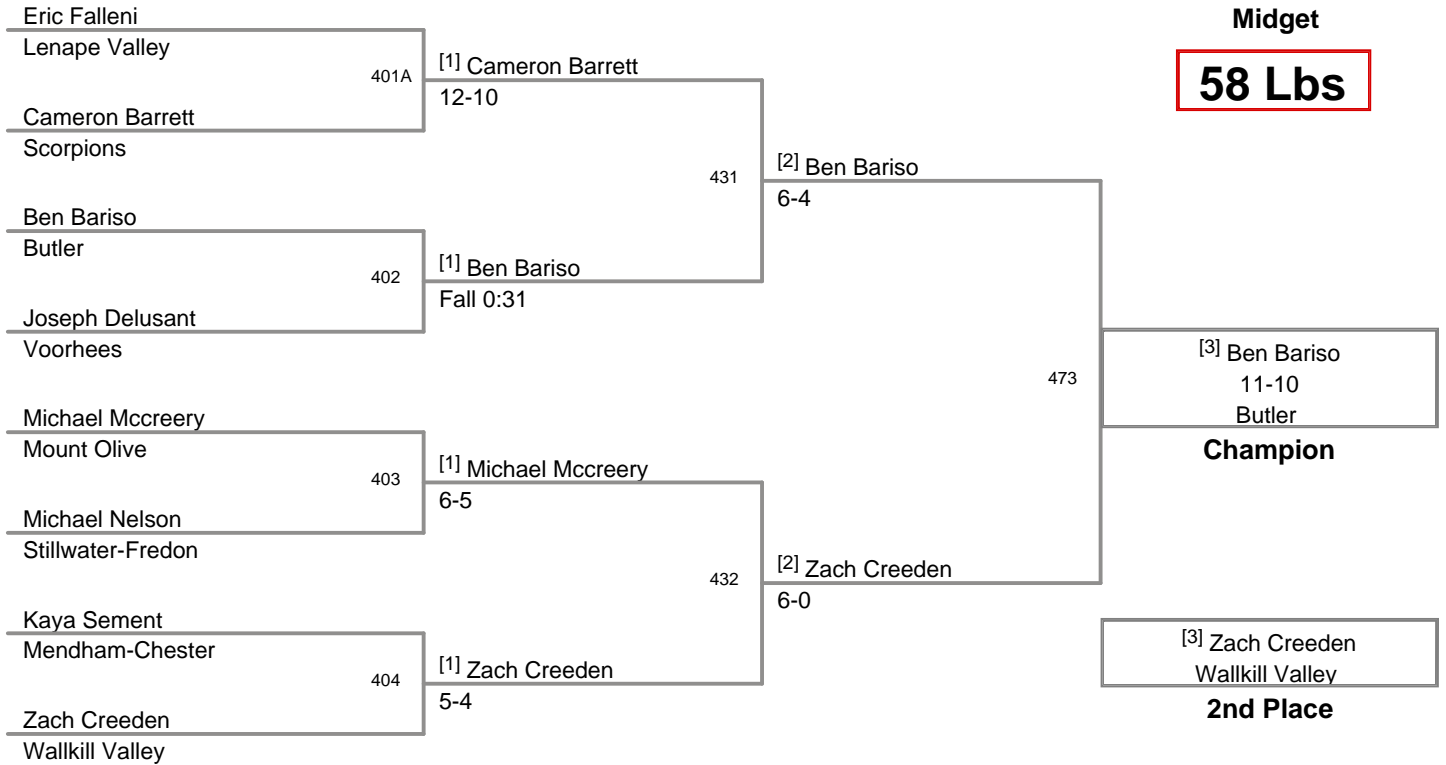 Eric Falleni
Lenape Valley
401A
Cameron Barrett
Scorpions
Ben Bariso
Butler
402
Joseph Delusant
Voorhees
Michael Mccreery
Mount Olive
403
Michael Nelson
Stillwater-Fredon
Kaya Sement
Mendham-Chester
404
Zach Creeden
Wallkill Valley
[1] Cameron Barrett
12-10
431
[1] Ben Bariso
Fall 0:31
[1] Michael Mccreery
6-5
432
[1] Zach Creeden
5-4
[2] Ben Bariso
6-4
473
[2] Zach Creeden
6-0
Midget
58 Lbs
[3] Ben Bariso
11-10
Butler
Champion
[3] Zach Creeden
Wallkill Valley
2nd Place